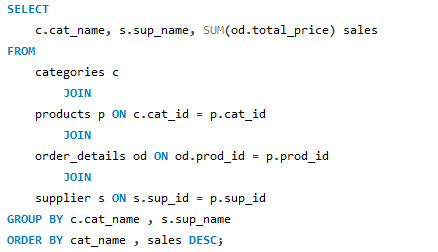 SELECT
c.cat_name, s.sup_name, SUM(od.total_price) sales
FROM
categories c
JOIN
products p ON c.cat_id = p.cat_id
JOIN
order_details od ON od.prod_id = p.prod_id
JOIN
supplier s ON s.sup_id = p.sup_id
GROUP BY c.cat_name , s.sup_name
ORDER BY cat_name , sales DESC;